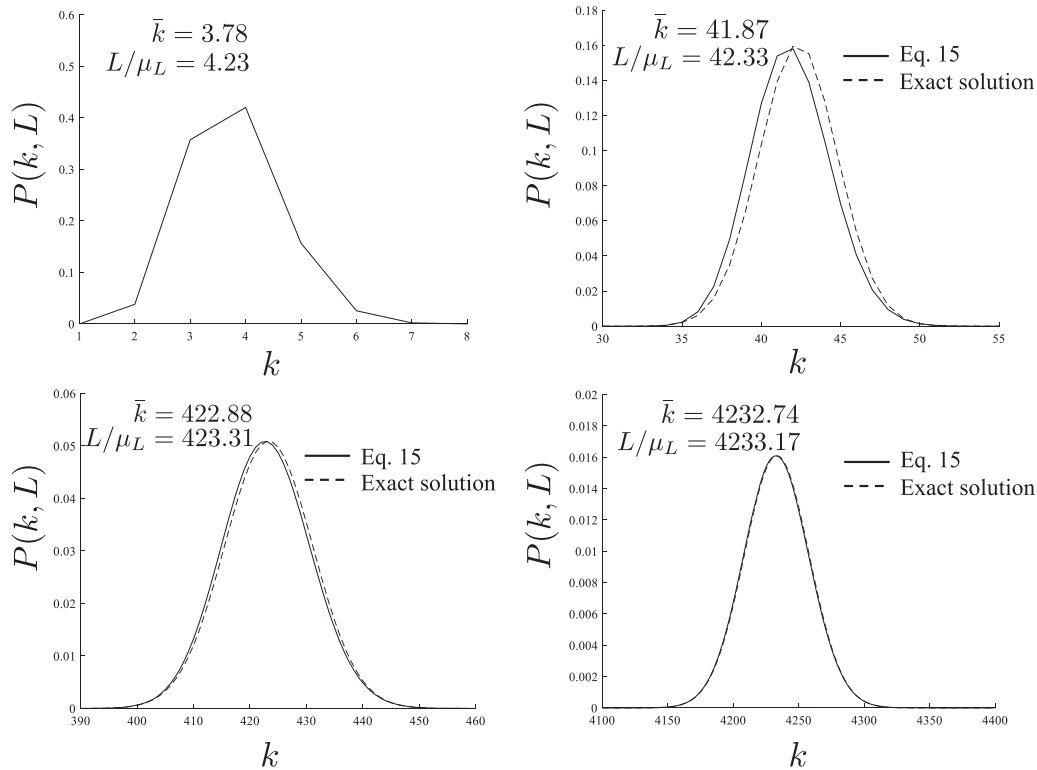 0.6
k̄ = 3.78
L/μ_L = 4.23
0.5
0.4
0.3
0.2
0.1
0
P(k, L)
1 2 3 4 5 6 7 8
k
0.18
k̄ = 41.87
L/μ_L = 42.33
0.16
0.14
0.12
0.1
0.08
0.06
0.04
0.02
0
P(k, L)
Eq. 15
Exact solution
30 35 40 45 50 55
k
0.06
k̄ = 422.88
L/μ_L = 423.31
0.05
0.04
0.03
0.02
0.01
0
P(k, L)
Eq. 15
Exact solution
390 400 410 420 430 440 450 460
k
0.02
k̄ = 4232.74
L/μ_L = 4233.17
0.018
0.016
0.014
0.012
0.01
0.008
0.006
0.004
0.002
0
P(k, L)
Eq. 15
Exact solution
4100 4150 4200 4250 4300 4350 4400
k